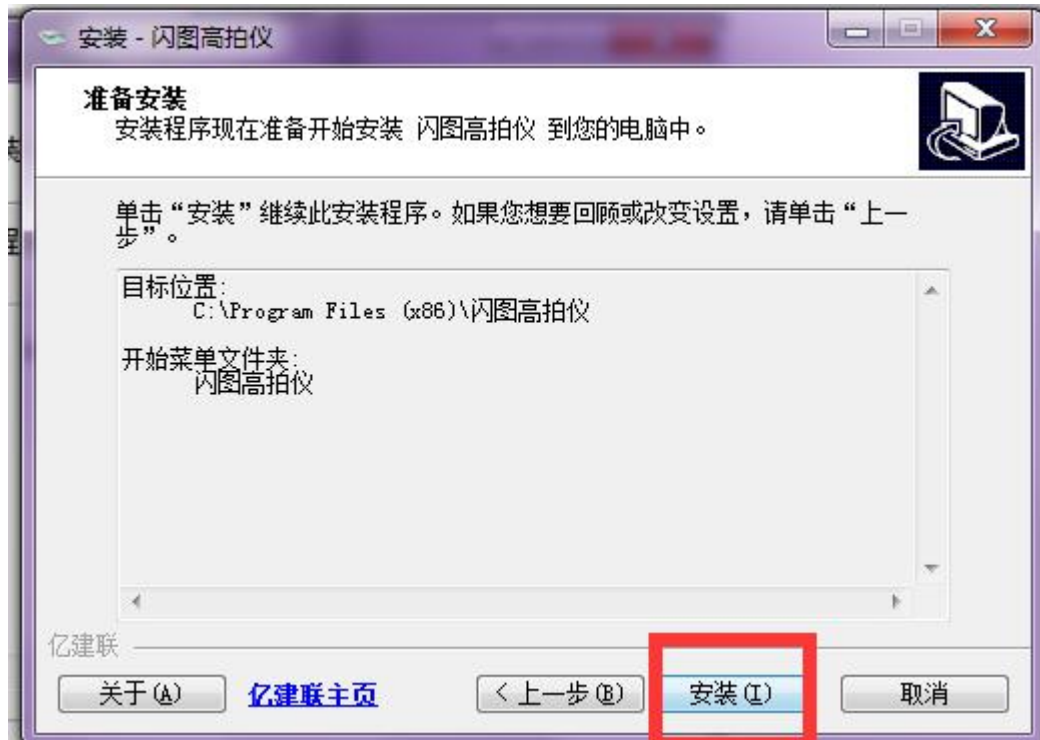 安装 - 闪图高拍仪
准备安装
安装程序现在准备开始安装 闪图高拍仪 到您的电脑中。
单击“安装”继续此安装程序。如果您想要回顾或改变设置，请单击“上一
步”。
目标位置:
C:\Program Files (x86)\闪图高拍仪
开始菜单文件夹:
闪图高拍仪
亿建联
关于(A) 亿建联主页 < 上一步(B) 安装(I) 取消